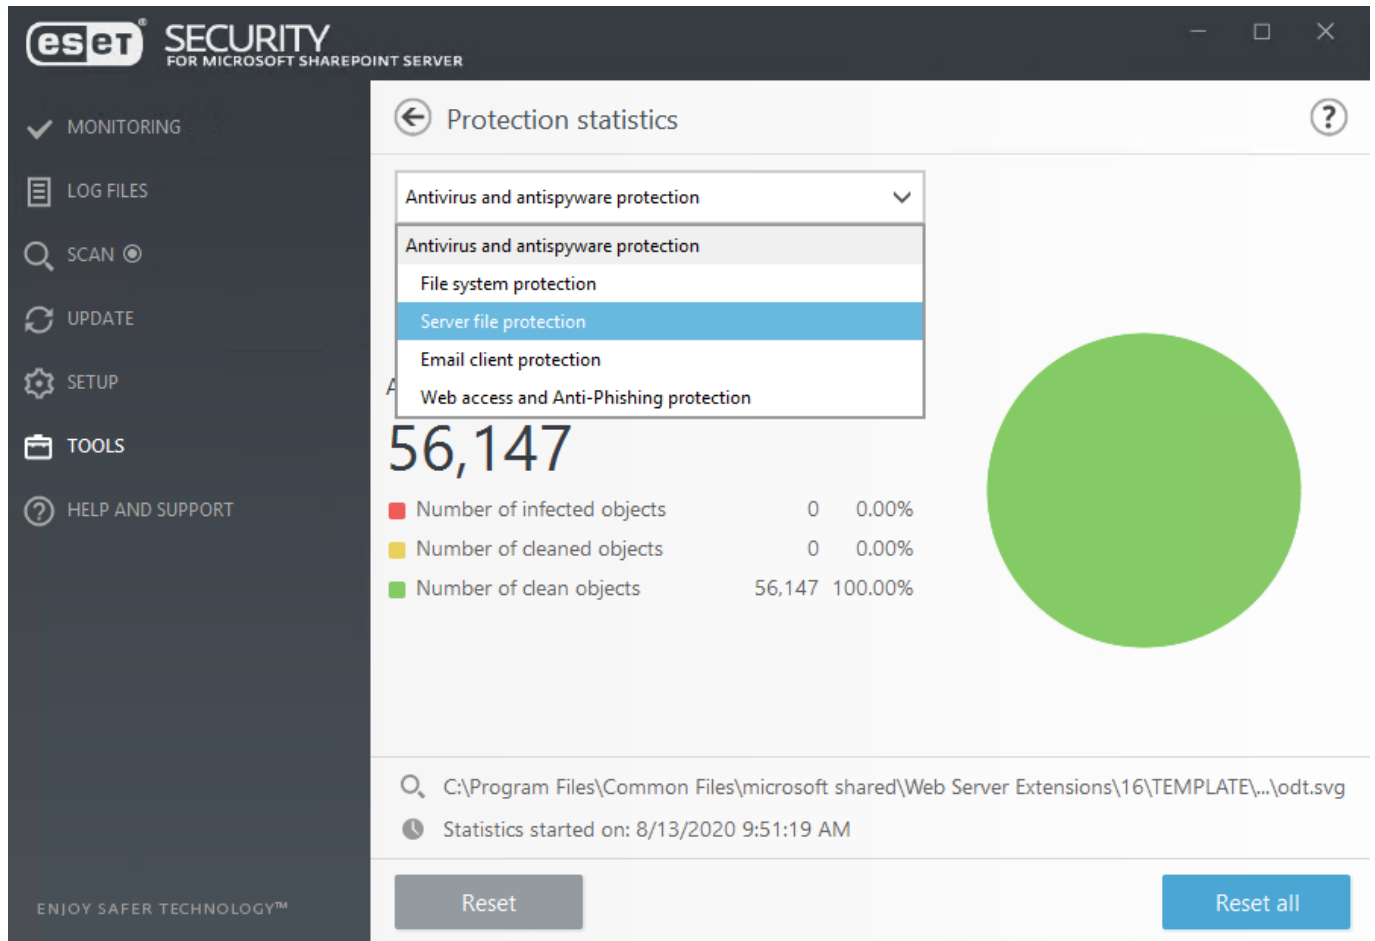 eset® SECURITY
FOR MICROSOFT SHAREPOINT SERVER
MONITORING
LOG FILES
SCAN
UPDATE
SETUP
TOOLS
HELP AND SUPPORT
ENJOY SAFER TECHNOLOGY™
Protection statistics
?
Antivirus and antispyware protection
Antivirus and antispyware protection
File system protection
Server file protection
Email client protection
Web access and Anti-Phishing protection
56,147
Number of infected objects 0 0.00%
Number of cleaned objects 0 0.00%
Number of clean objects 56,147 100.00%
C:\Program Files\Common Files\microsoft shared\Web Server Extensions\16\TEMPLATE\...\odt.svg
Statistics started on: 8/13/2020 9:51:19 AM
Reset
Reset all